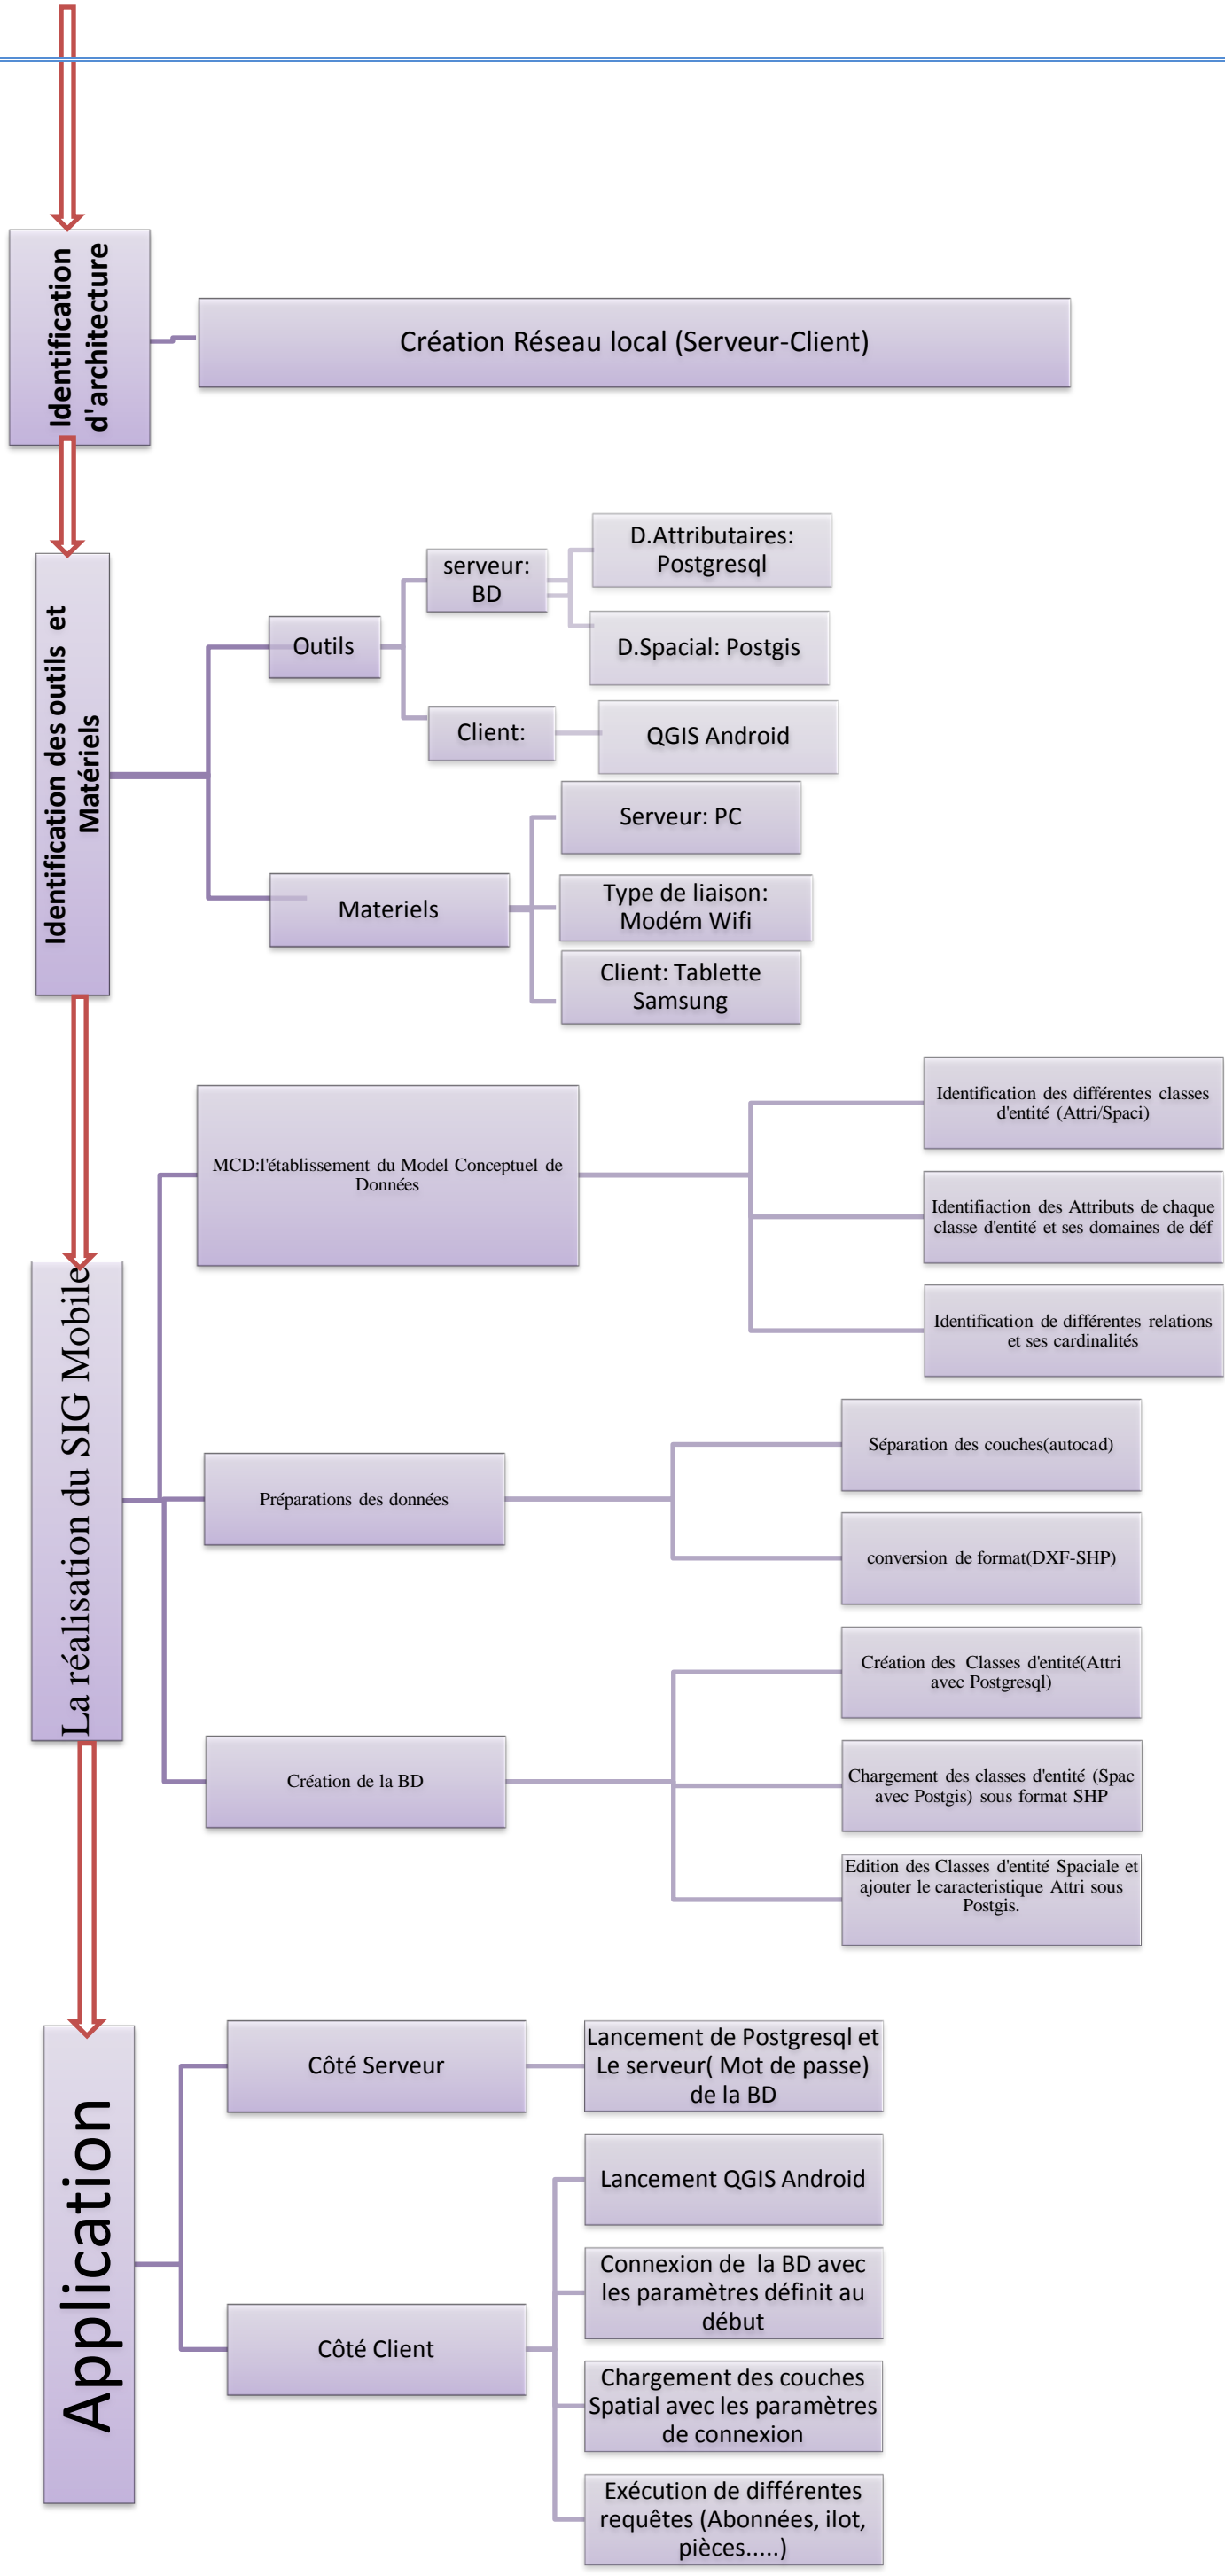 Identification
d'architecture
Création Réseau local (Serveur-Client)
Identification des outils et
Matériels
Outils
serveur:
BD
D.Attributaires:
Postgresql
D.Spacial: Postgis
Client:
QGIS Android
Materiels
Serveur: PC
Type de liaison:
Modém Wifi
Client: Tablette
Samsung
La réalisation du SIG Mobile
MCD:l'établissement du Model Conceptuel de
Données
Identification des différentes classes
d'entité (Attri/Spaci)
Identifiaction des Attributs de chaque
classe d'entité et ses domaines de déf
Identification de différentes relations
et ses cardinalités
Préparations des données
Séparation des couches(autocad)
conversion de format(DXF-SHP)
Création de la BD
Création des Classes d'entité(Attri
avec Postgresql)
Chargement des classes d'entité (Spac
avec Postgis) sous format SHP
Edition des Classes d'entité Spaciale et
ajouter le caracteristique Attri sous
Postgis.
Application
Côté Serveur
Lancement de Postgresql et
Le serveur( Mot de passe)
de la BD
Côté Client
Lancement QGIS Android
Connexion de la BD avec
les paramètres définit au
début
Chargement des couches
Spatial avec les paramètres
de connexion
Exécution de différentes
requêtes (Abonnées, ilot,
pièces.....)